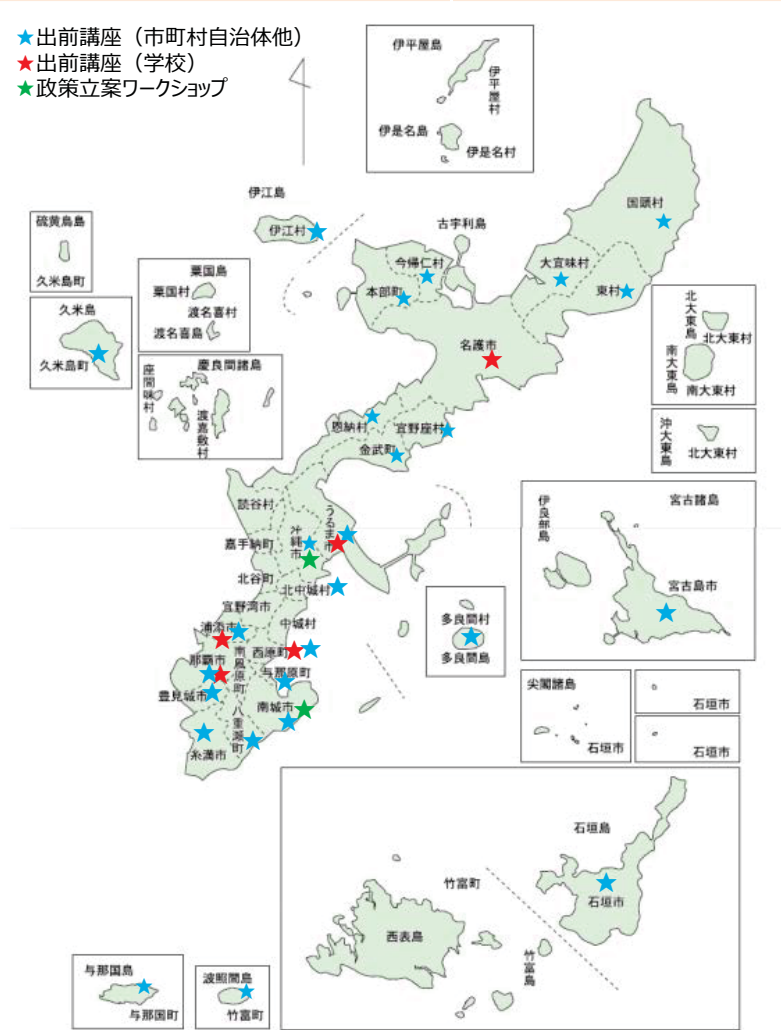 ★出前講座（市町村自治体他）
★出前講座（学校）
★政策立案ワークショップ
伊平屋島
伊平屋村
伊是名島
伊是名村
伊江島
伊江村
古宇利島
国頭村
今帰仁村
大宜味村
本部町
東村
硫黄鳥島
久米島町
粟国島
粟国村
渡名喜村
渡名喜島
久米島
久米島町
名護市
北大東島
北大東村
南大東島
南大東村
慶良間諸島
座間味村
渡嘉敷村
恩納村
宜野座村
金武町
沖大東島
北大東村
読谷村
うるま市
沖縄市
嘉手納町
宮古諸島
伊良部島
宮古島市
北谷町
北中城村
宜野湾市
中城村
浦添市
西原町
那覇市
南風原町
与那原町
豊見城市
南城市
八重瀬町
糸満市
多良間村
多良間島
尖閣諸島
石垣市
石垣市
石垣市
石垣島
石垣市
竹富町
西表島
竹富島
与那国島
与那国町
波照間島
竹富町